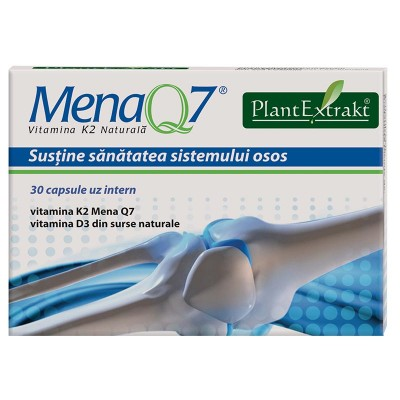 MenaQ7®
Vitamina K2 Naturală
PlantExtrakt®
Susține sănătatea sistemului osos
30 capsule uz intern
vitamina K2 Mena Q7
vitamina D3 din surse naturale